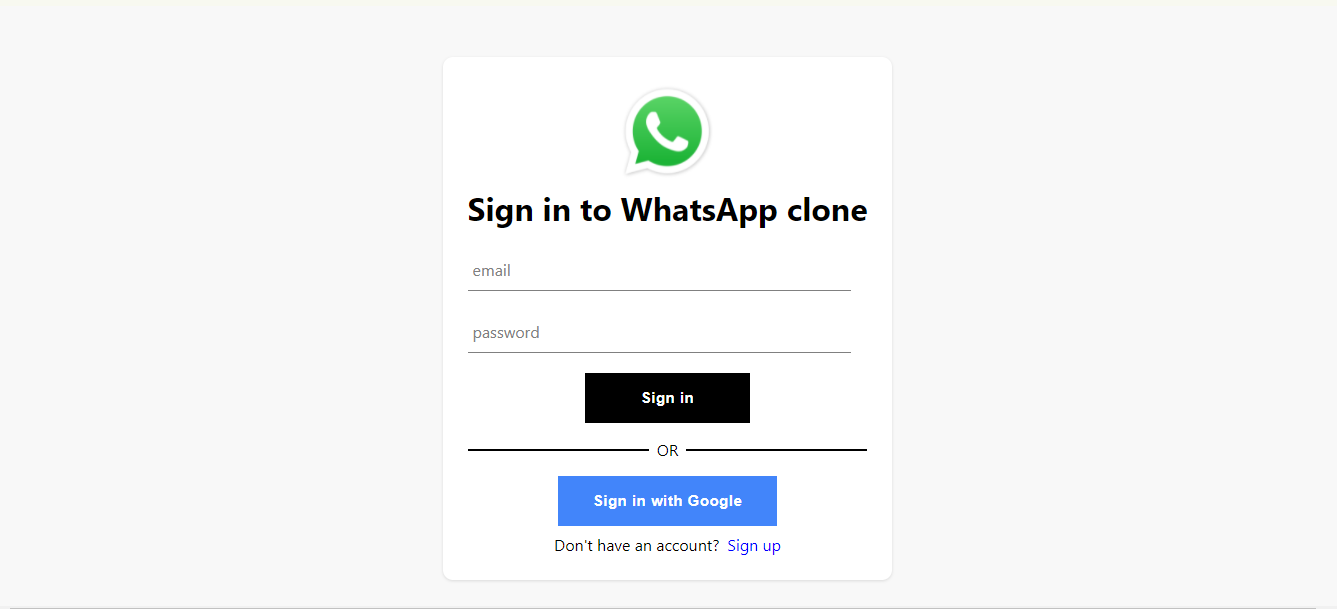 Sign in to WhatsApp clone
email
password
Sign in
OR
Sign in with Google
Don't have an account? Sign up